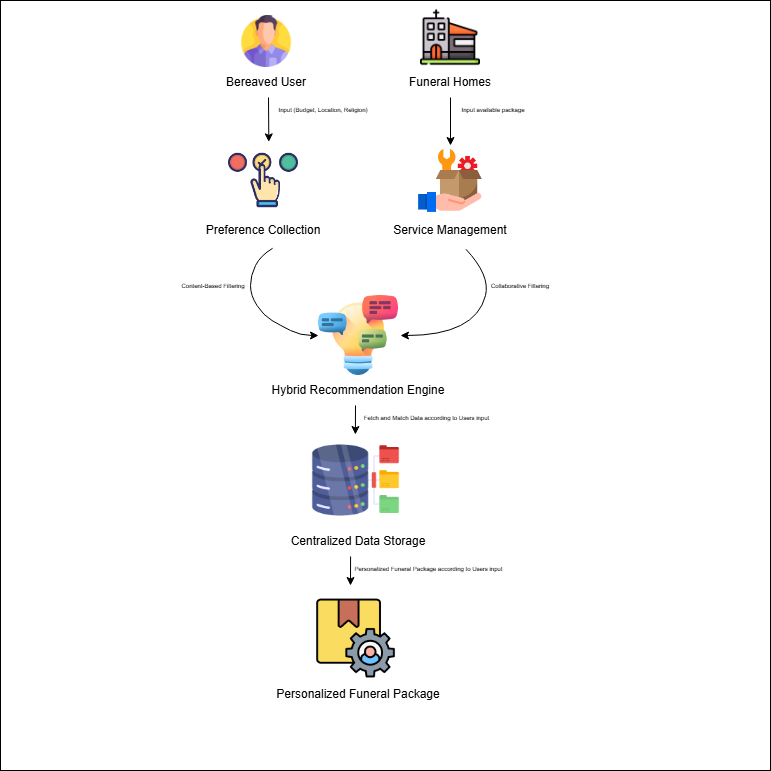 Bereaved User
Funeral Homes
Input (Budget, Location, Religion)
Input available package
Preference Collection
Service Management
Content-Based Filtering
Collaborative Filtering
Hybrid Recommendation Engine
Fetch and Match Data according to Users input
Centralized Data Storage
Personalized Funeral Package according to Users input
Personalized Funeral Package